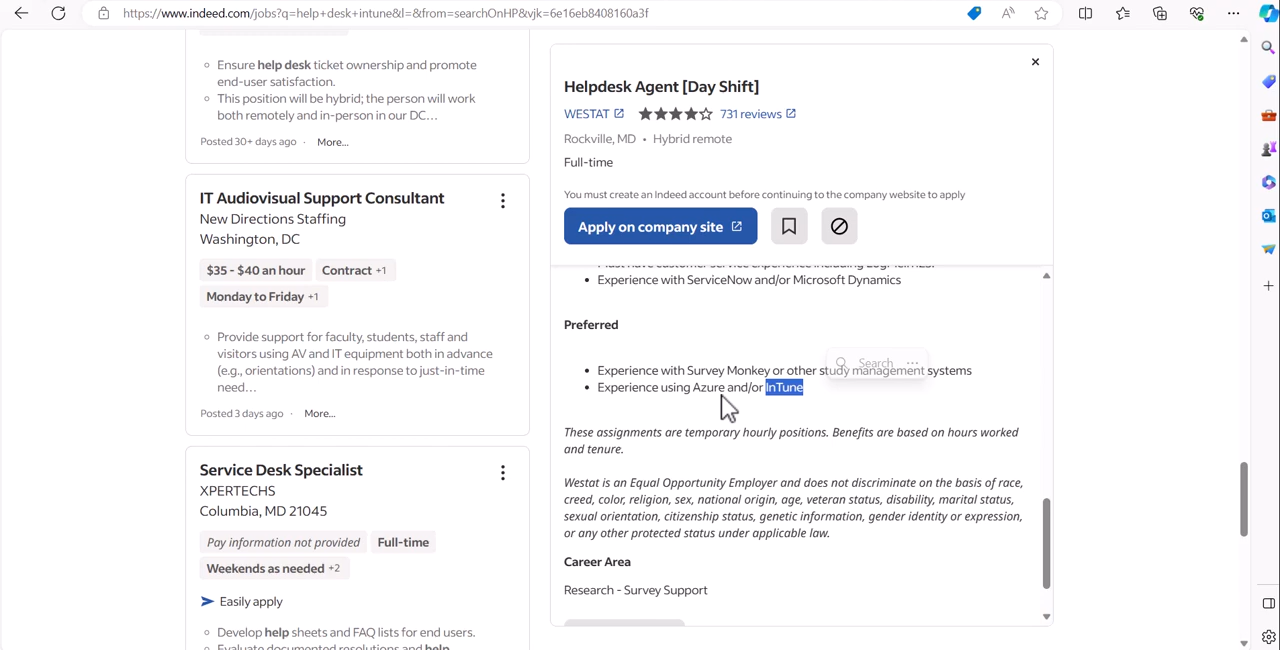 https://www.indeed.com/jobs?q=help+desk+intune&l=&from=searchOnHP&vjk=6e16eb8408160a3f
Ensure help desk ticket ownership and promote
end-user satisfaction.
This position will be hybrid; the person will work
both remotely and in-person in our DC…
Posted 30+ days ago · More...
IT Audiovisual Support Consultant
New Directions Staffing
Washington, DC
$35 - $40 an hour Contract +1
Monday to Friday +1
Provide support for faculty, students, staff and
visitors using AV and IT equipment both in advance
(e.g., orientations) and in response to just-in-time
need…
Posted 3 days ago · More...
Service Desk Specialist
XPERTECHS
Columbia, MD 21045
Pay information not provided Full-time
Weekends as needed +2
Easily apply
Develop help sheets and FAQ lists for end users.
Evaluate documented resolutions and help
Helpdesk Agent [Day Shift]
WESTAT 731 reviews
Rockville, MD • Hybrid remote
Full-time
You must create an Indeed account before continuing to the company website to apply
Apply on company site
Must have customer service experience including
Experience with ServiceNow and/or Microsoft Dynamics
Preferred
Search ...
Experience with Survey Monkey or other study management systems
Experience using Azure and/or InTune
These assignments are temporary hourly positions. Benefits are based on hours worked
and tenure.
Westat is an Equal Opportunity Employer and does not discriminate on the basis of race,
creed, color, religion, sex, national origin, age, veteran status, disability, marital status,
sexual orientation, citizenship status, genetic information, gender identity or expression,
or any other protected status under applicable law.
Career Area
Research - Survey Support